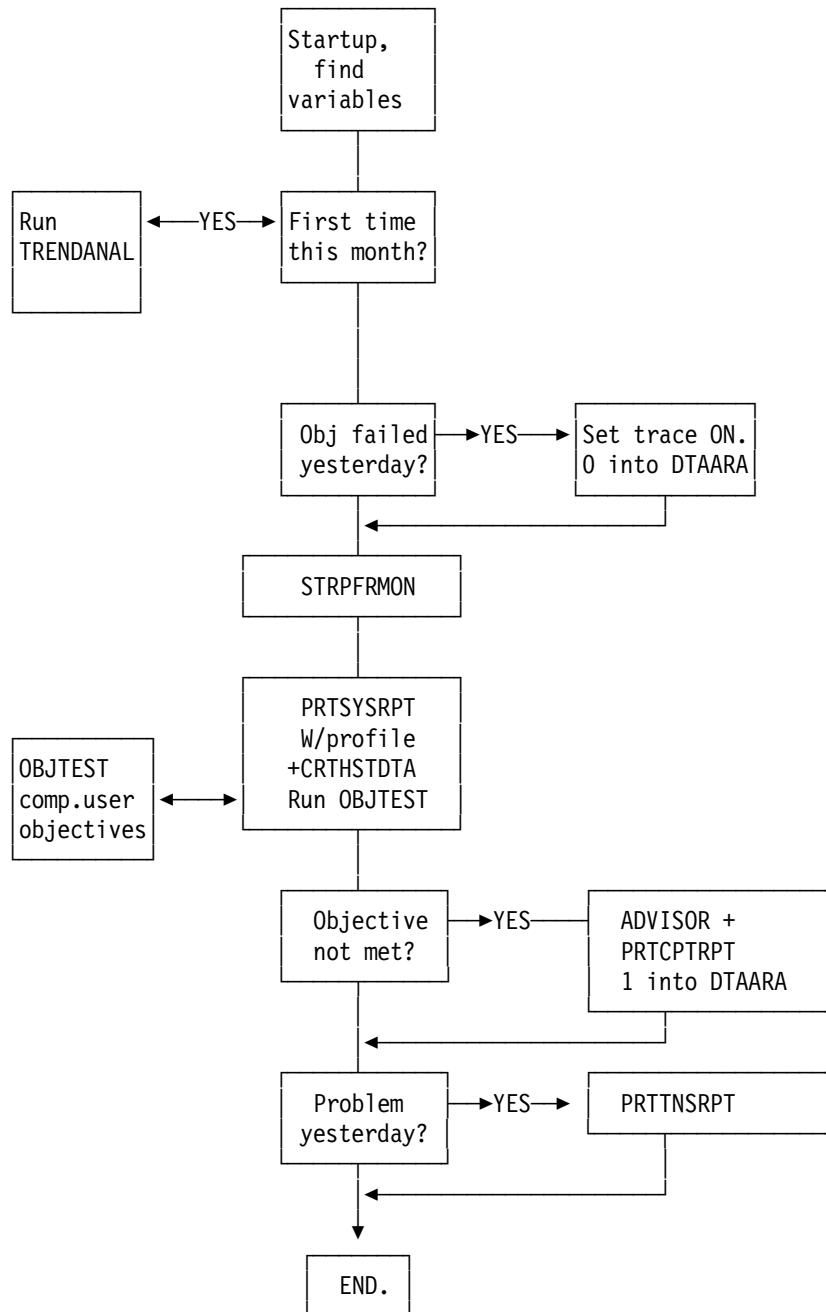 Startup,
find
variables
Run
TRENDANAL
YES
First time
this month?
Obj failed
yesterday?
YES
Set trace ON.
0 into DTAARA
STRPFRMON
PRTSYSRPT
W/profile
+CRTHSTDTA
Run OBJTEST
OBJTEST
comp.user
objectives
Objective
not met?
YES
ADVISOR +
PRTCPTRPT
1 into DTAARA
Problem
yesterday?
YES
PRTTNSRPT
END.